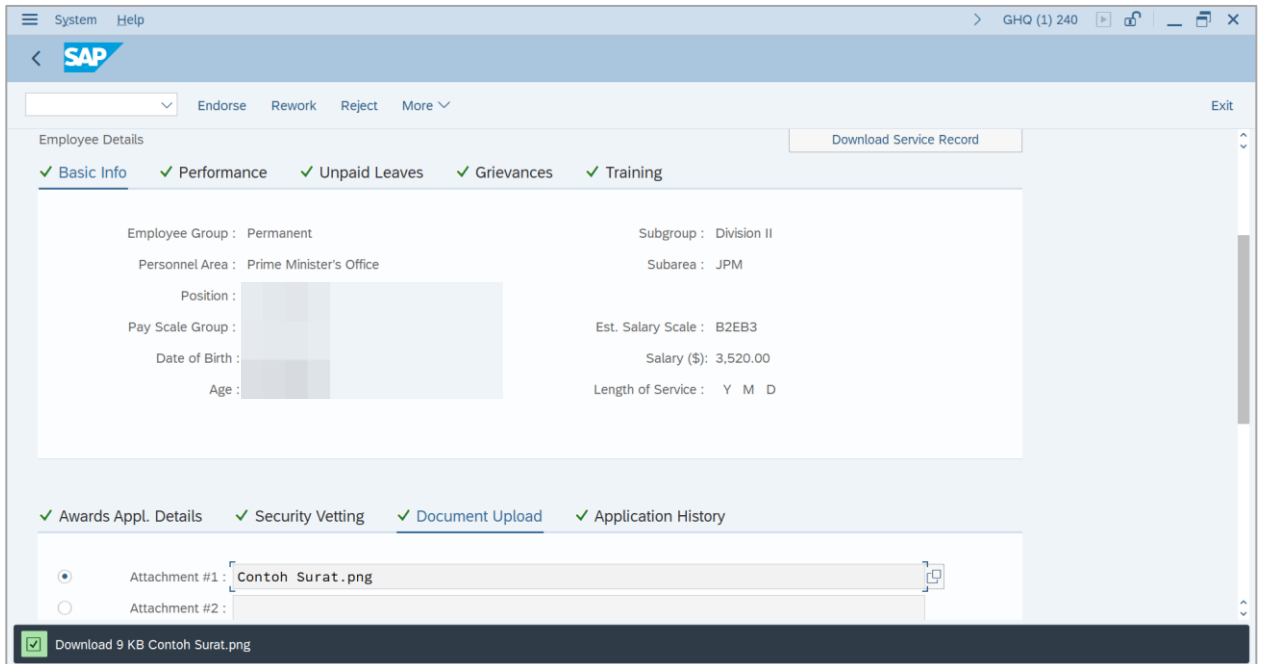 System Help GHQ (1) 240
SAP
Endorse Rework Reject More Exit
Employee Details Download Service Record
Basic Info Performance Unpaid Leaves Grievances Training
Employee Group : Permanent Subgroup : Division II
Personnel Area : Prime Minister's Office Subarea : JPM
Position :
Pay Scale Group : Est. Salary Scale : B2EB3
Date of Birth : Salary ($): 3,520.00
Age : Length of Service : Y M D
Awards Appl. Details Security Vetting Document Upload Application History
Attachment #1 : Contoh Surat.png
Attachment #2 :
Download 9 KB Contoh Surat.png